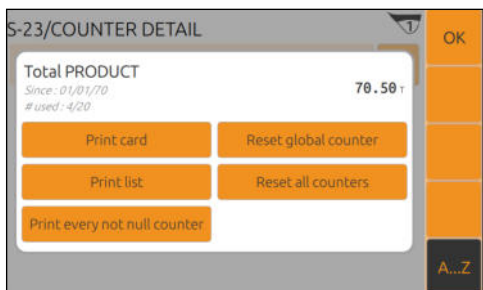 S-23/COUNTER DETAIL
1
OK
Total PRODUCT
Since : 01/01/70
70.50 T
# used : 4/20
Print card
Reset global counter
Print list
Reset all counters
Print every not null counter
A...Z